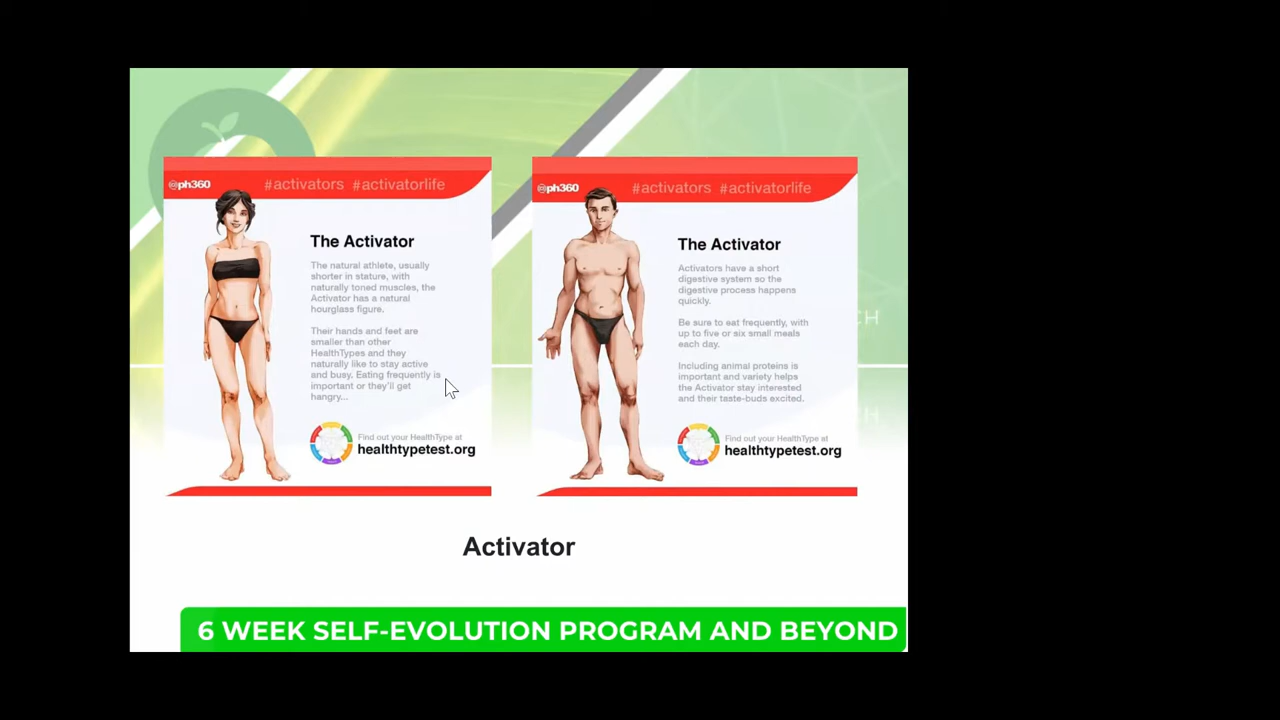 @ph360 #activators #activatorlife
The Activator
The natural athlete, usually
shorter in stature, with
naturally toned muscles, the
Activator has a natural
hourglass figure.
Their hands and feet are
smaller than other
HealthTypes and they
naturally like to stay active
and busy. Eating frequently is
important or they'll get
hangry...
Find out your HealthType at
healthtypetest.org
@ph360 #activators #activatorlife
The Activator
Activators have a short
digestive system so the
digestive process happens
quickly.
Be sure to eat frequently, with
up to five or six small meals
each day.
Including animal proteins is
important and variety helps
the Activator stay interested
and their taste-buds excited.
Find out your HealthType at
healthtypetest.org
CH
CH
Activator
6 WEEK SELF-EVOLUTION PROGRAM AND BEYOND